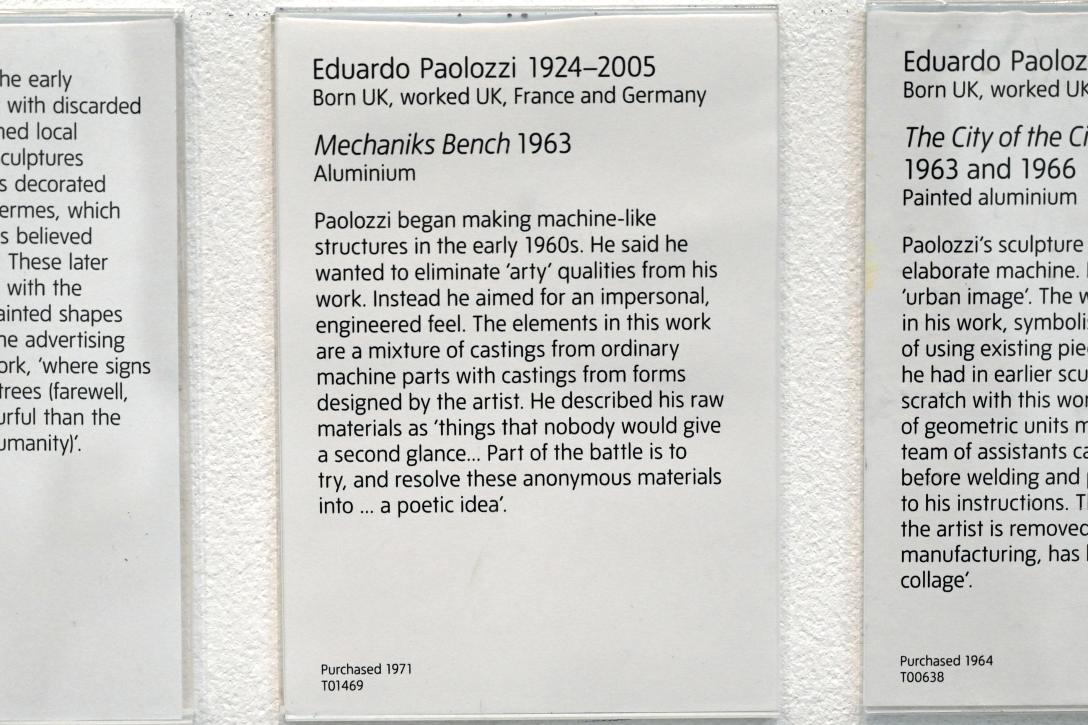 he early
with discarded
ned local
culptures
s decorated
ermes, which
s believed
These later
with the
ainted shapes
he advertising
ork, ‘where signs
trees (farewell,
urful than the
umanity)’.
Eduardo Paolozzi 1924–2005
Born UK, worked UK, France and Germany
Mechaniks Bench 1963
Aluminium
Paolozzi began making machine-like
structures in the early 1960s. He said he
wanted to eliminate ‘arty’ qualities from his
work. Instead he aimed for an impersonal,
engineered feel. The elements in this work
are a mixture of castings from ordinary
machine parts with castings from forms
designed by the artist. He described his raw
materials as ‘things that nobody would give
a second glance... Part of the battle is to
try, and resolve these anonymous materials
into ... a poetic idea’.
Purchased 1971
T01469
Eduardo Paoloz
Born UK, worked UK
The City of the Ci
1963 and 1966
Painted aluminium
Paolozzi’s sculpture
elaborate machine.
‘urban image’. The w
in his work, symbolis
of using existing pie
he had in earlier scu
scratch with this wor
of geometric units m
team of assistants ca
before welding and p
to his instructions. T
the artist is removed
manufacturing, has
collage’.
Purchased 1964
T00638